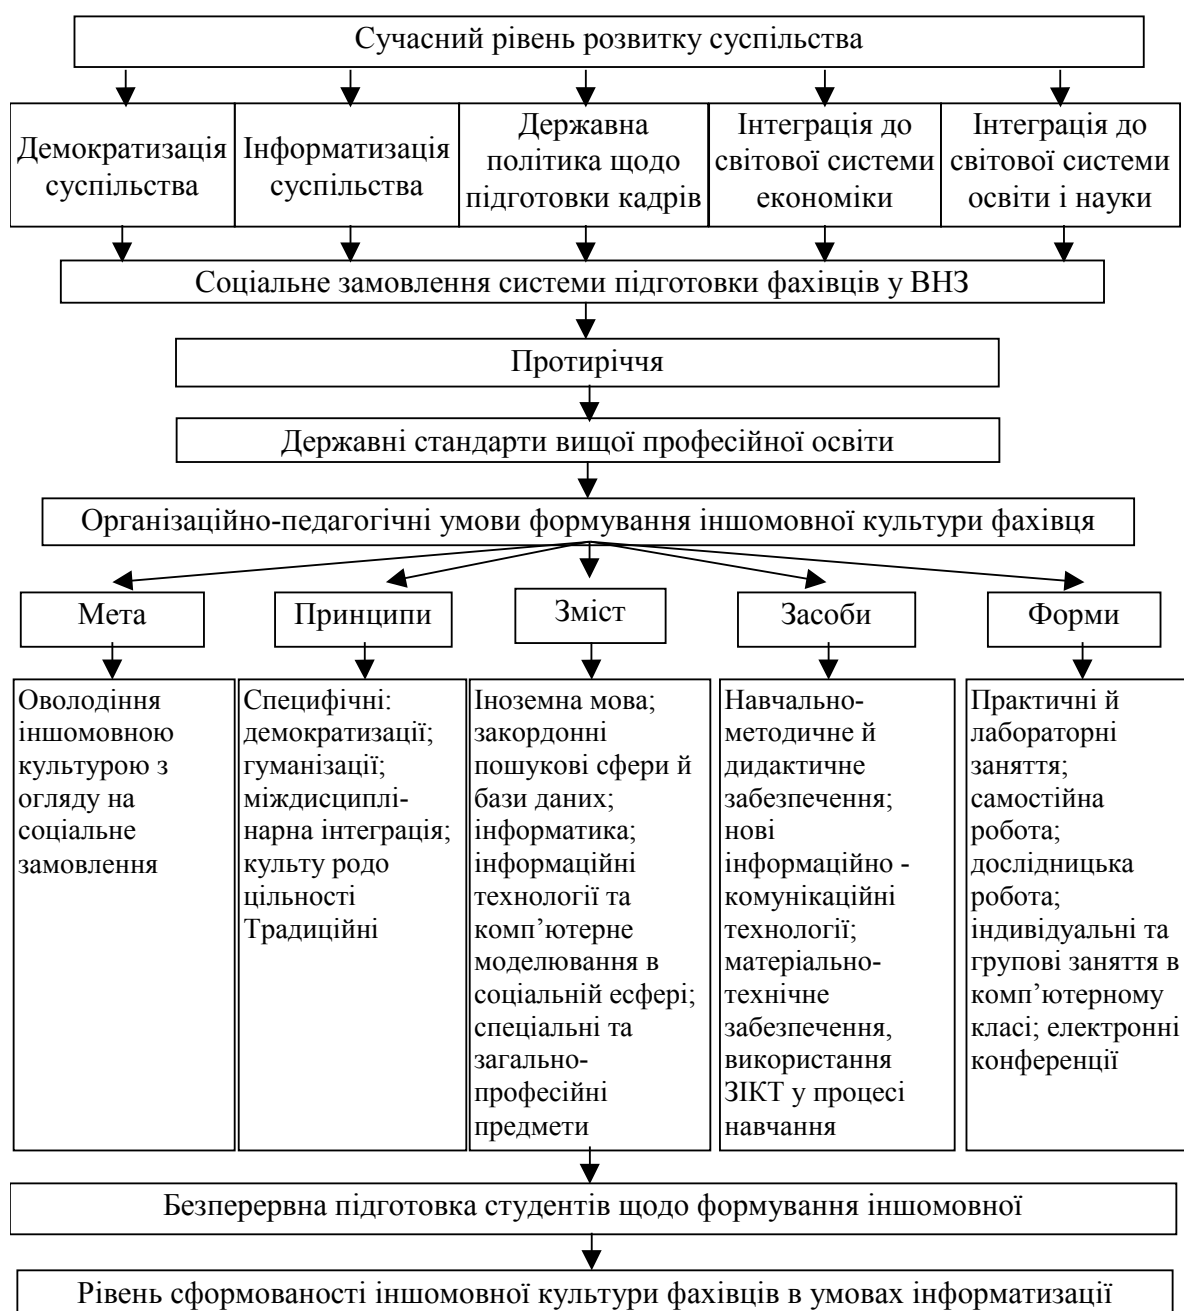 Сучасний рівень розвитку суспільства
Демократизація
суспільства
Інформатизація
суспільства
Державна
політика щодо
підготовки кадрів
Інтеграція до
світової системи
економіки
Інтеграція до
світової системи
освіти і науки
Соціальне замовлення системи підготовки фахівців у ВНЗ
Протиріччя
Державні стандарти вищої професійної освіти
Організаційно-педагогічні умови формування іншомовної культури фахівця
Мета
Принципи
Зміст
Засоби
Форми
Оволодіння
іншомовною
культурою з
огляду на
соціальне
замовлення
Специфічні:
демократизації;
гуманізації;
міждисциплі-
нарна інтеграція;
культу родо
цільності
Традиційні
Іноземна мова;
закордонні
пошукові сфери й
бази даних;
інформатика;
інформаційні
технології та
комп’ютерне
моделювання в
соціальній есфері;
спеціальні та
загально-
професійні
предмети
Навчально-
методичне й
дидактичне
забезпечення;
нові
інформаційно -
комунікаційні
технології;
матеріально-
технічне
забезпечення,
використання
ЗІКТ у процесі
навчання
Практичні й
лабораторні
заняття;
самостійна
робота;
дослідницька
робота;
індивідуальні та
групові заняття в
комп’ютерному
класі; електронні
конференції
Безперервна підготовка студентів щодо формування іншомовної
Рівень сформованості іншомовної культури фахівців в умовах інформатизації